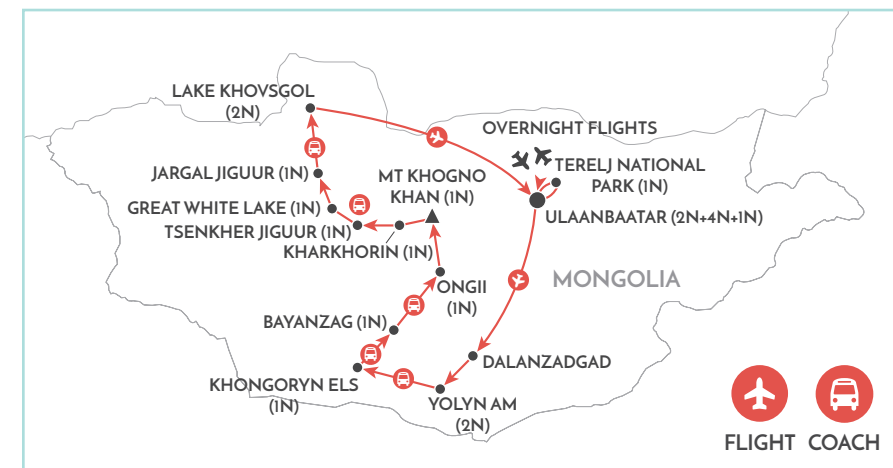 LAKE KHOVSGOL
(2N)
OVERNIGHT FLIGHTS
JARGAL JIGUUR (1N)
MT KHOGNO
KHAN (1N)
TERELJ NATIONAL
PARK (1N)
GREAT WHITE LAKE (1N)
ULAANBAATAR (2N+4N+1N)
TSENKHER JIGUUR (1N)
KHARKHORIN (1N)
ONGII
(1N)
MONGOLIA
BAYANZAG (1N)
DALANZADGAD
KHONGORYN ELS
(1N)
YOLYN AM
(2N)
FLIGHT COACH